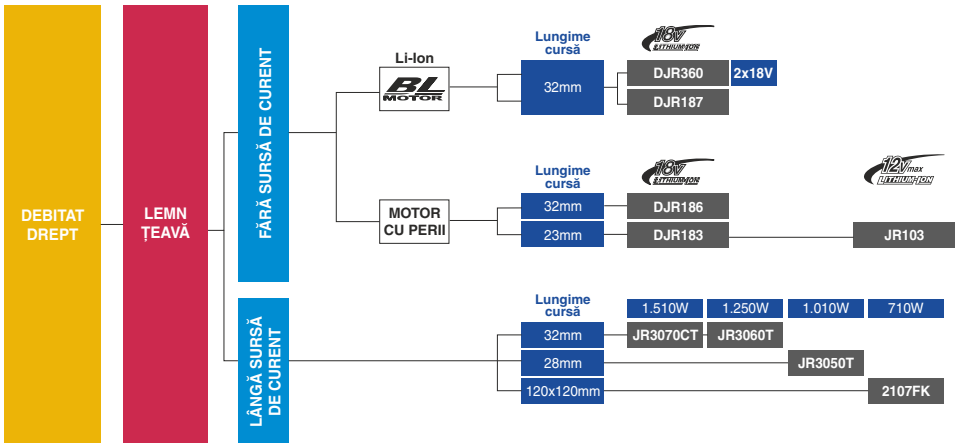 DEBITAT
DREPT
LEMN
ȚEAVĂ
FĂRĂ SURSĂ DE CURENT
Li-Ion
BL
MOTOR
Lungime
cursă
32mm
18V
LITHIUM-ION
DJR360
2x18V
DJR187
MOTOR
CU PERII
Lungime
cursă
32mm
23mm
18V
LITHIUM-ION
DJR186
DJR183
12Vmax
LITHIUM-ION
JR103
LÂNGĂ SURSĂ
DE CURENT
Lungime
cursă
1.510W
1.250W
1.010W
710W
32mm
JR3070CT
JR3060T
28mm
JR3050T
120x120mm
2107FK